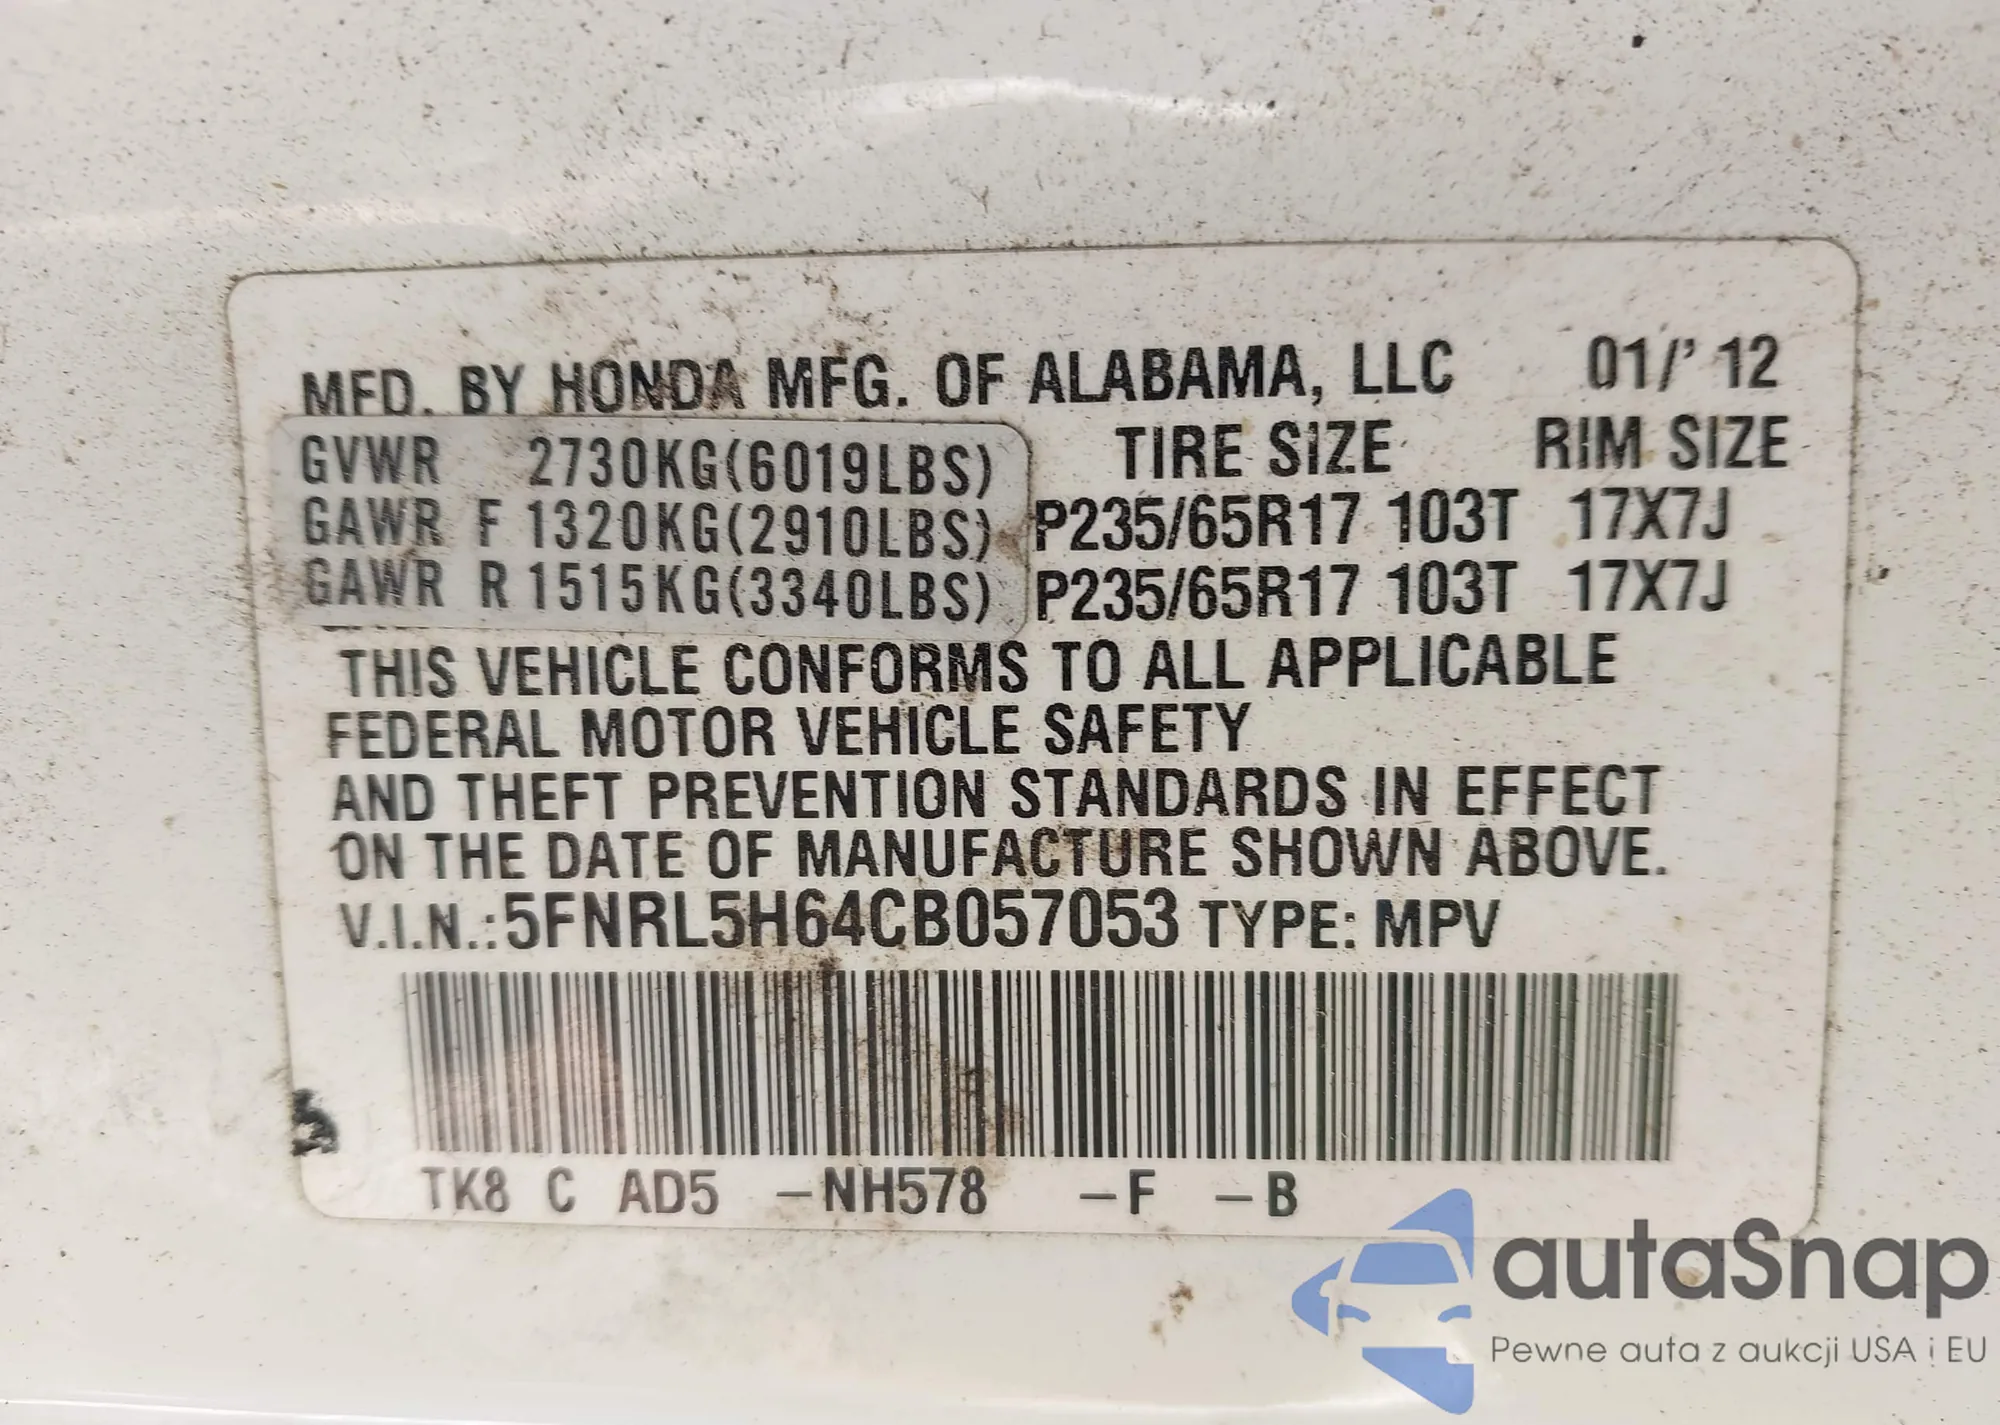 MFD. BY HONDA MFG. OF ALABAMA, LLC 01/'12
TIRE SIZE RIM SIZE
GVWR 2730KG(6019LBS)
GAWR F 1320KG(2910LBS) P235/65R17 103T 17X7J
GAWR R 1515KG(3340LBS) P235/65R17 103T 17X7J
THIS VEHICLE CONFORMS TO ALL APPLICABLE
FEDERAL MOTOR VEHICLE SAFETY
AND THEFT PREVENTION STANDARDS IN EFFECT
ON THE DATE OF MANUFACTURE SHOWN ABOVE.
V.I.N.:5FNRL5H64CB057053 TYPE: MPV
TK8 C AD5 –NH578 –F –B
autaSnap
Pewne auta z aukcji USA i EU